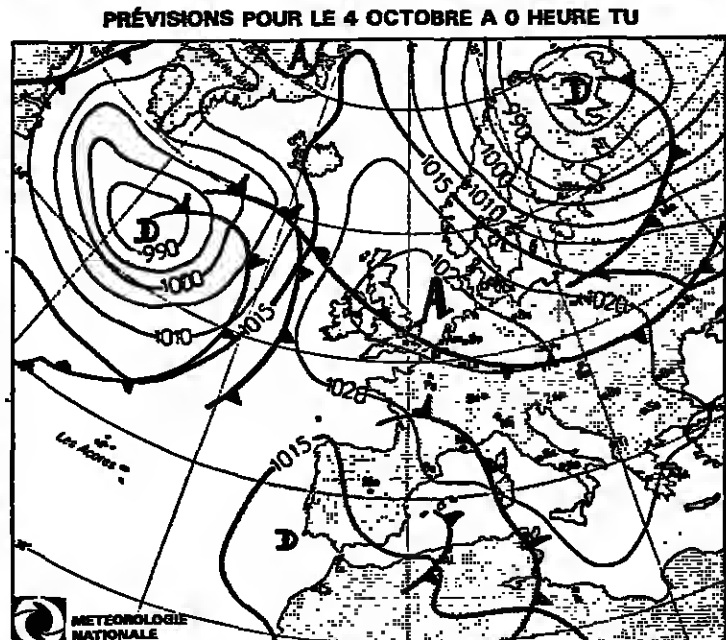 PRÉVISIONS POUR LE 4 OCTOBRE A 0 HEURE TU
A
D
990
1015
1000
1010
D
990
1000
1015
1010
A
1020
1020
1015
Les Açores
D
METEOROLOGIE
NATIONALE